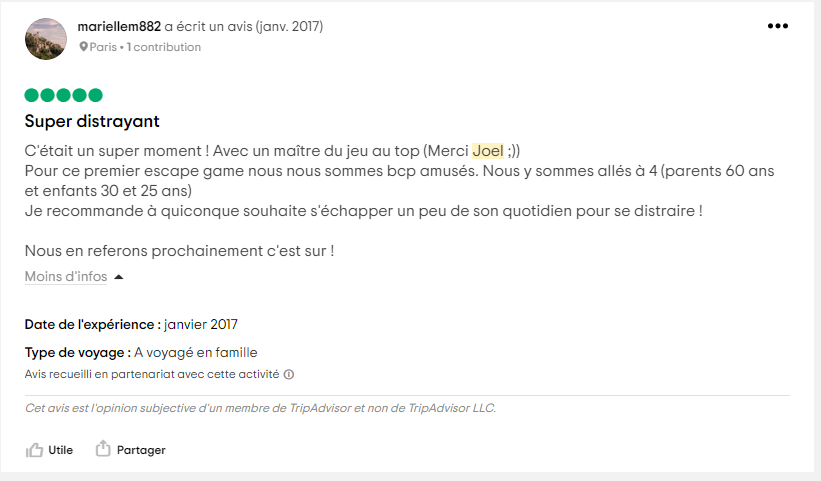 mariellem882 a écrit un avis (janv. 2017)
Paris • 1 contribution
Super distrayant
C'était un super moment ! Avec un maître du jeu au top (Merci Joel ;))
Pour ce premier escape game nous nous sommes bcp amusés. Nous y sommes allés à 4 (parents 60 ans
et enfants 30 et 25 ans)
Je recommande à quiconque souhaite s'échapper un peu de son quotidien pour se distraire !
Nous en referons prochainement c'est sur !
Moins d'infos
Date de l'expérience : janvier 2017
Type de voyage : A voyagé en famille
Avis recueilli en partenariat avec cette activité
Cet avis est l'opinion subjective d'un membre de TripAdvisor et non de TripAdvisor LLC.
Utile Partager